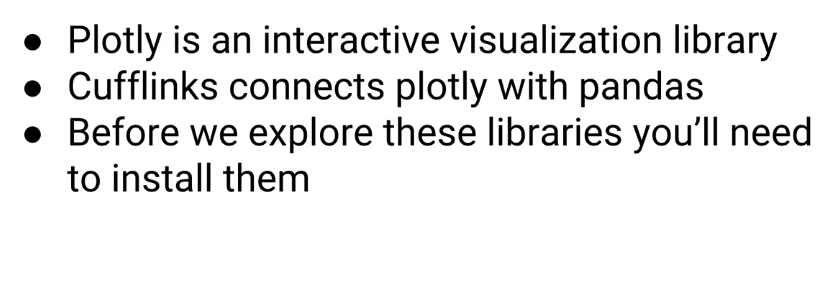 ● Plotly is an interactive visualization library
● Cufflinks connects plotly with pandas
● Before we explore these libraries you’ll need
to install them